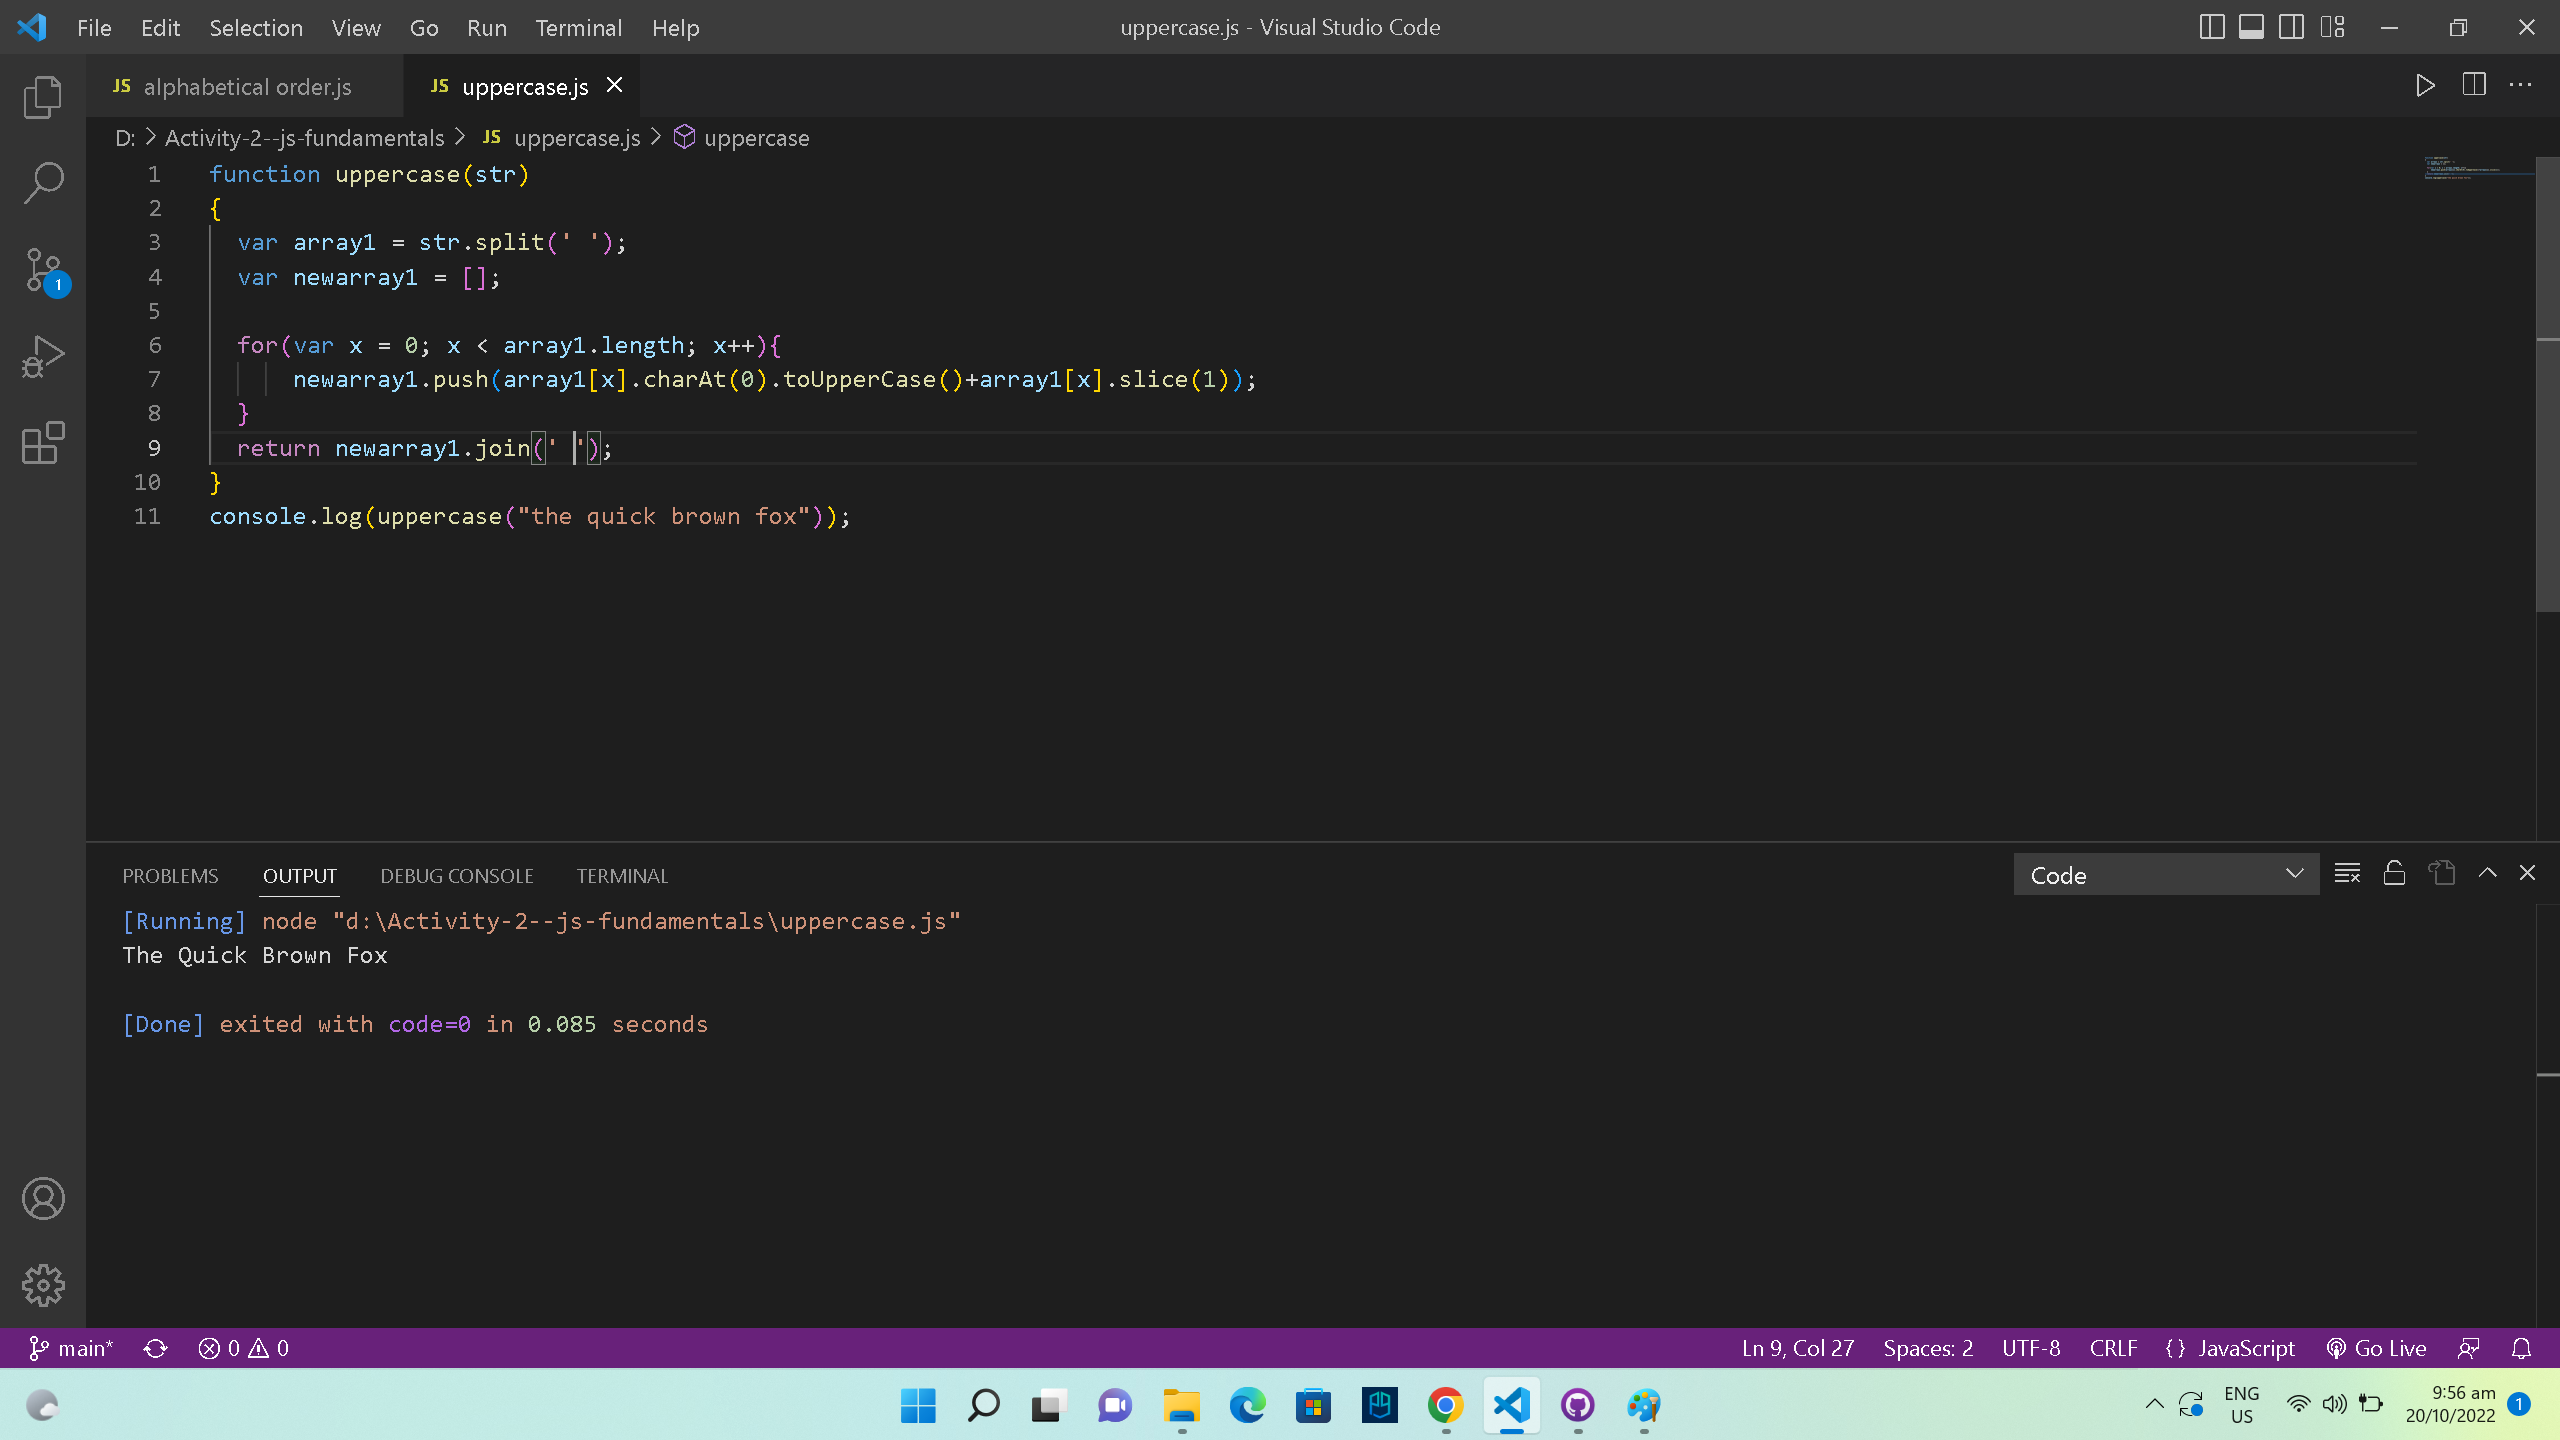 File Edit Selection View Go Run Terminal Help
uppercase.js - Visual Studio Code
JS alphabetical order.js
JS uppercase.js
D: > Activity-2--js-fundamentals > JS uppercase.js > uppercase
1 function uppercase(str)
2 {
3 var array1 = str.split(' ');
4 var newarray1 = [];
5
6 for(var x = 0; x < array1.length; x++){
7 newarray1.push(array1[x].charAt(0).toUpperCase()+array1[x].slice(1));
8 }
9 return newarray1.join(' ');
10 }
11 console.log(uppercase("the quick brown fox"));
1
PROBLEMS OUTPUT DEBUG CONSOLE TERMINAL
Code
[Running] node "d:\Activity-2--js-fundamentals\uppercase.js"
The Quick Brown Fox
[Done] exited with code=0 in 0.085 seconds
main* 0 0
Ln 9, Col 27 Spaces: 2 UTF-8 CRLF {} JavaScript Go Live
ENG
US
9:56 am
20/10/2022
1